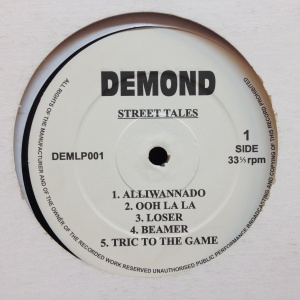 DEMOND
STREET TALES
DEMLP001
1
SIDE
33⅓ rpm
1. ALLIWANNADO
2. OOH LA LA
3. LOSER
4. BEAMER
5. TRIC TO THE GAME
ALL RIGHTS OF THE MANUFACTURER AND OF THE OWNER OF THE RECORDED WORK RESERVED UNAUTHORISED PUBLIC PERFORMANCE BROADCASTING AND COPYING OF THIS RECORD PROHIBITED